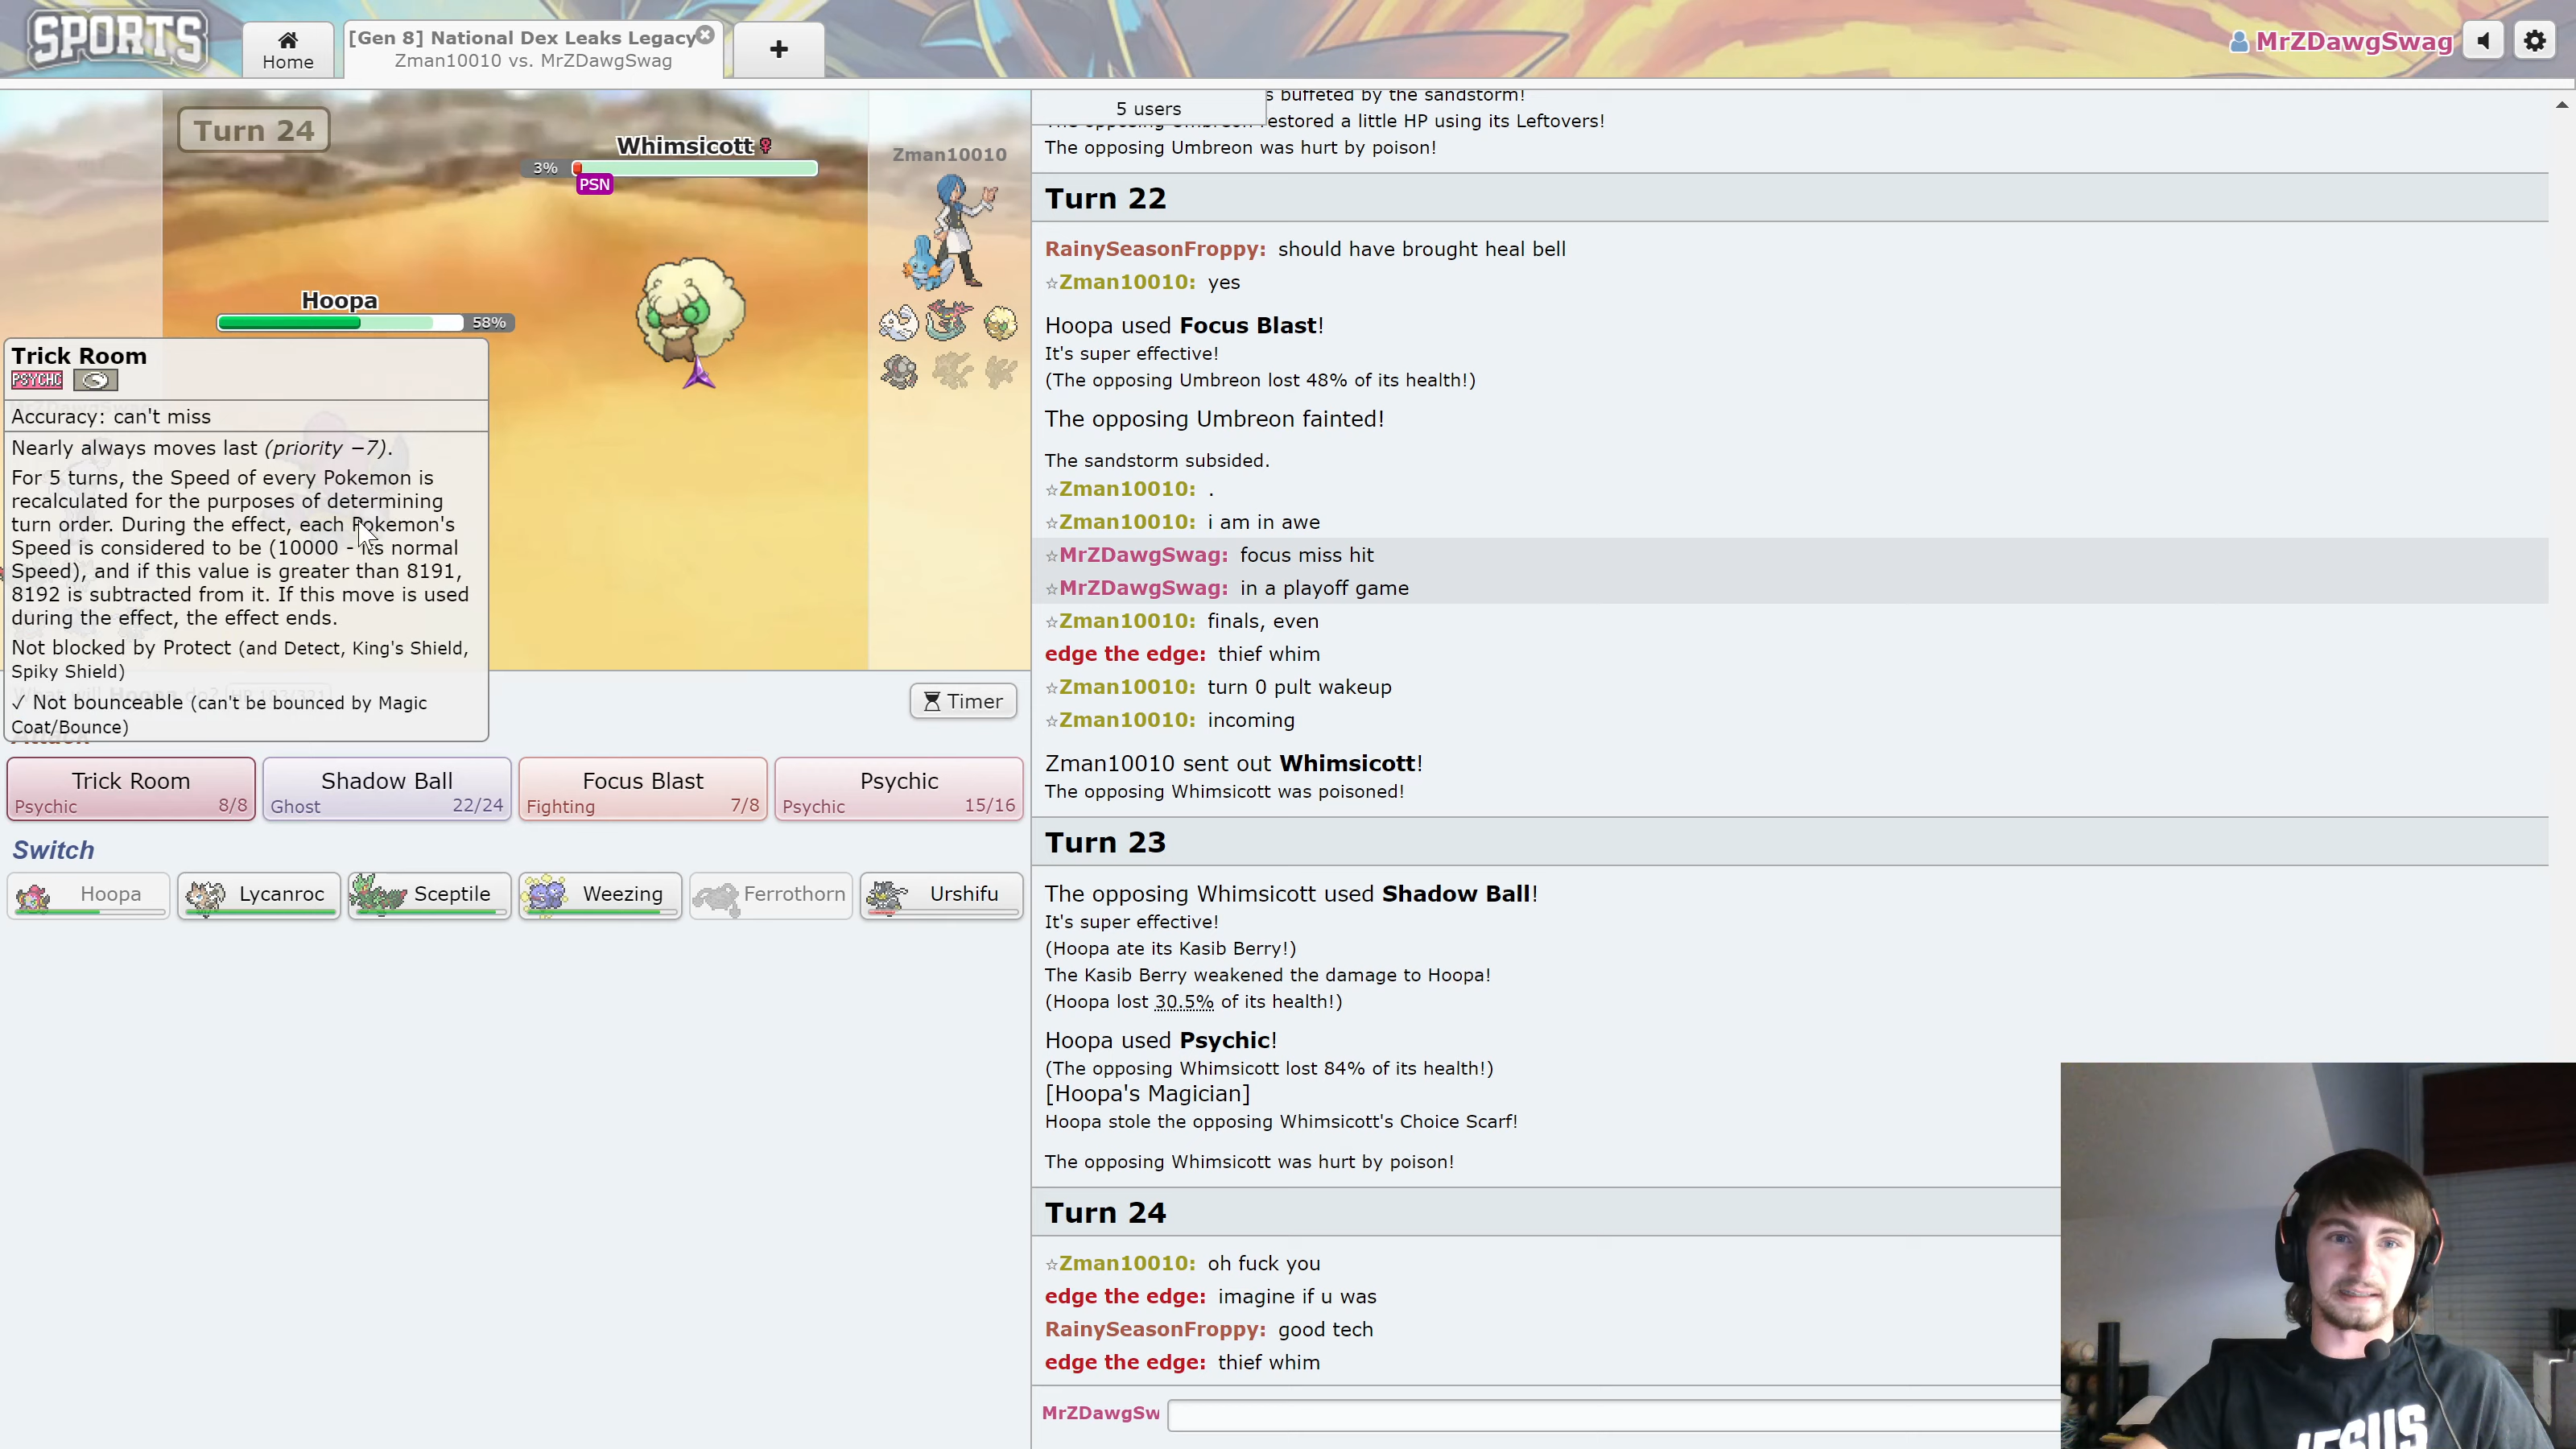 SPORTS
Home
[Gen 8] National Dex Leaks Legacy
Zman10010 vs. MrZDawgSwag
+
MrZDawgSwag
Turn 24
Whimsicott
3%
PSN
Zman10010
Hoopa
58%
Trick Room
PSYCHC
Accuracy: can't miss
Nearly always moves last (priority −7).
For 5 turns, the Speed of every Pokemon is
recalculated for the purposes of determining
turn order. During the effect, each Pokemon's
Speed is considered to be (10000 - its normal
Speed), and if this value is greater than 8191,
8192 is subtracted from it. If this move is used
during the effect, the effect ends.
Not blocked by Protect (and Detect, King's Shield,
Spiky Shield)
✓ Not bounceable (can't be bounced by Magic
Coat/Bounce)
Timer
Trick Room
Psychic 8/8
Shadow Ball
Ghost 22/24
Focus Blast
Fighting 7/8
Psychic
Psychic 15/16
Switch
Hoopa
Lycanroc
Sceptile
Weezing
Ferrothorn
Urshifu
5 users
s buffeted by the sandstorm!
restored a little HP using its Leftovers!
The opposing Umbreon was hurt by poison!
Turn 22
RainySeasonFroppy: should have brought heal bell
☆Zman10010: yes
Hoopa used Focus Blast!
It's super effective!
(The opposing Umbreon lost 48% of its health!)
The opposing Umbreon fainted!
The sandstorm subsided.
☆Zman10010: .
☆Zman10010: i am in awe
☆MrZDawgSwag: focus miss hit
☆MrZDawgSwag: in a playoff game
☆Zman10010: finals, even
edge the edge: thief whim
☆Zman10010: turn 0 pult wakeup
☆Zman10010: incoming
Zman10010 sent out Whimsicott!
The opposing Whimsicott was poisoned!
Turn 23
The opposing Whimsicott used Shadow Ball!
It's super effective!
(Hoopa ate its Kasib Berry!)
The Kasib Berry weakened the damage to Hoopa!
(Hoopa lost 30.5% of its health!)
Hoopa used Psychic!
(The opposing Whimsicott lost 84% of its health!)
[Hoopa's Magician]
Hoopa stole the opposing Whimsicott's Choice Scarf!
The opposing Whimsicott was hurt by poison!
Turn 24
☆Zman10010: oh fuck you
edge the edge: imagine if u was
RainySeasonFroppy: good tech
edge the edge: thief whim
MrZDawgSw
JESUS